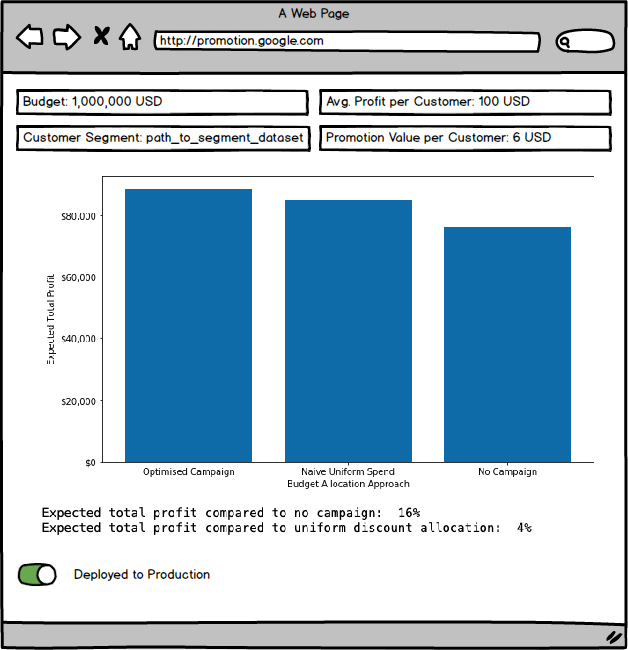 A Web Page
http://promotion.google.com
Budget: 1,000,000 USD
Avg. Profit per Customer: 100 USD
Customer Segment: path_to_segment_dataset
Promotion Value per Customer: 6 USD
Expected Total Profit
$80,000
$60,000
$40,000
$20,000
$0
Optimised Campaign
Naive Uniform Spend
No Campaign
Budget Allocation Approach
Expected total profit compared to no campaign: 16%
Expected total profit compared to uniform discount allocation: 4%
Deployed to Production